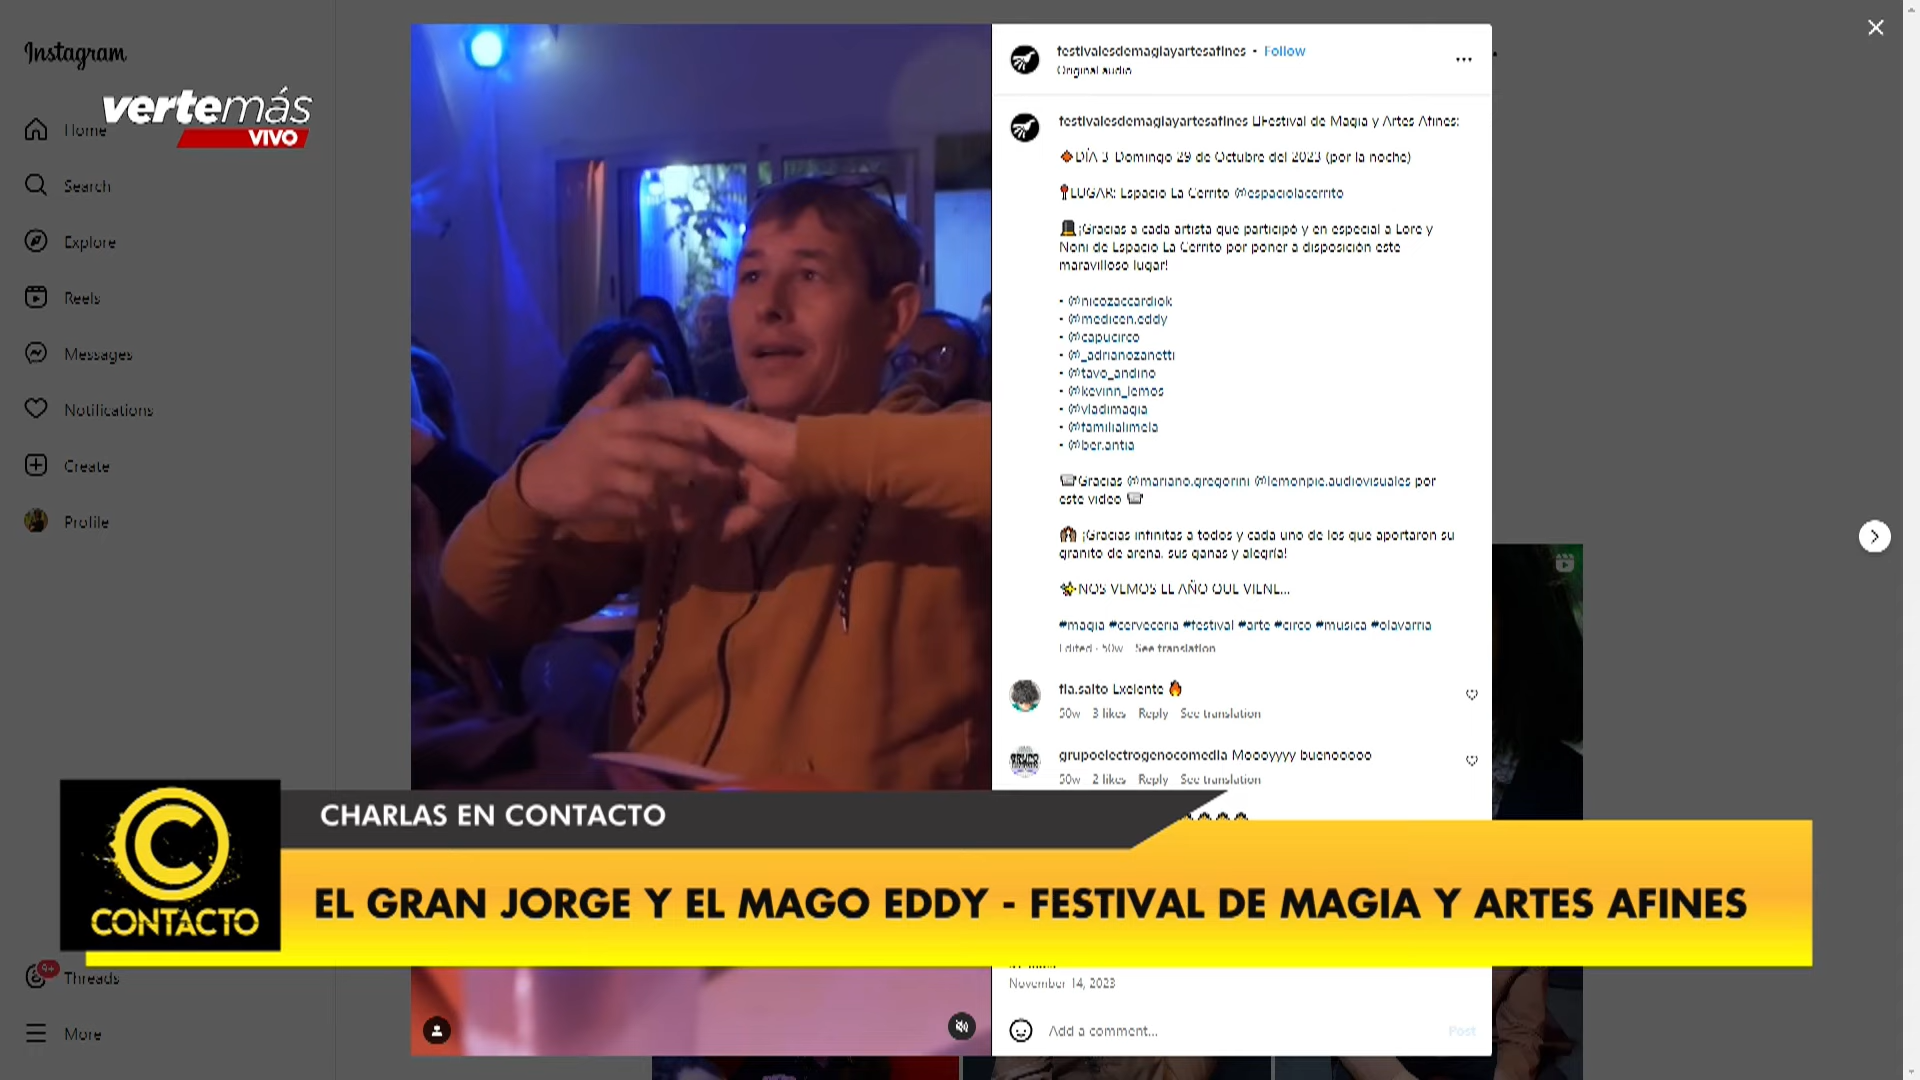 Instagram
vertemás
VIVO
Home
Search
Explore
Reels
Messages
Notifications
Create
Profile
Threads
9+
More
festivalesdemagiayartesafines • Follow
Original audio
festivalesdemagiayartesafines Festival de Magia y Artes Afines:
DÍA 3 Domingo 29 de Octubre del 2023 (por la noche)
LUGAR: Espacio La Cerrito @espaciolacerrito
¡Gracias a cada artista que participó y en especial a Lore y
Noni de Espacio La Cerrito por poner a disposición este
maravilloso lugar!
• @nicozaccardiok
• @medicen.eddy
• @capucirco
• @_adrianozanetti
• @tavo_andino
• @kevinn_lemos
• @vladimagia
• @familialimela
• @ber.antia
Gracias @mariano.gregorini @lemonpie.audiovisuales por
este video
¡Gracias infinitas a todos y cada uno de los que aportaron su
granito de arena, sus ganas y alegría!
NOS VEMOS EL AÑO QUE VIENE...
#magia #cerveceria #festival #arte #circo #musica #olavarria
Edited · 50w See translation
fla.salto Exelente
50w 3 likes Reply See translation
grupoelectrogenocomedia Moooyyyy buenooooo
50w 2 likes Reply See translation
CHARLAS EN CONTACTO
CONTACTO
EL GRAN JORGE Y EL MAGO EDDY - FESTIVAL DE MAGIA Y ARTES AFINES
November 14, 2023
Add a comment...
Post